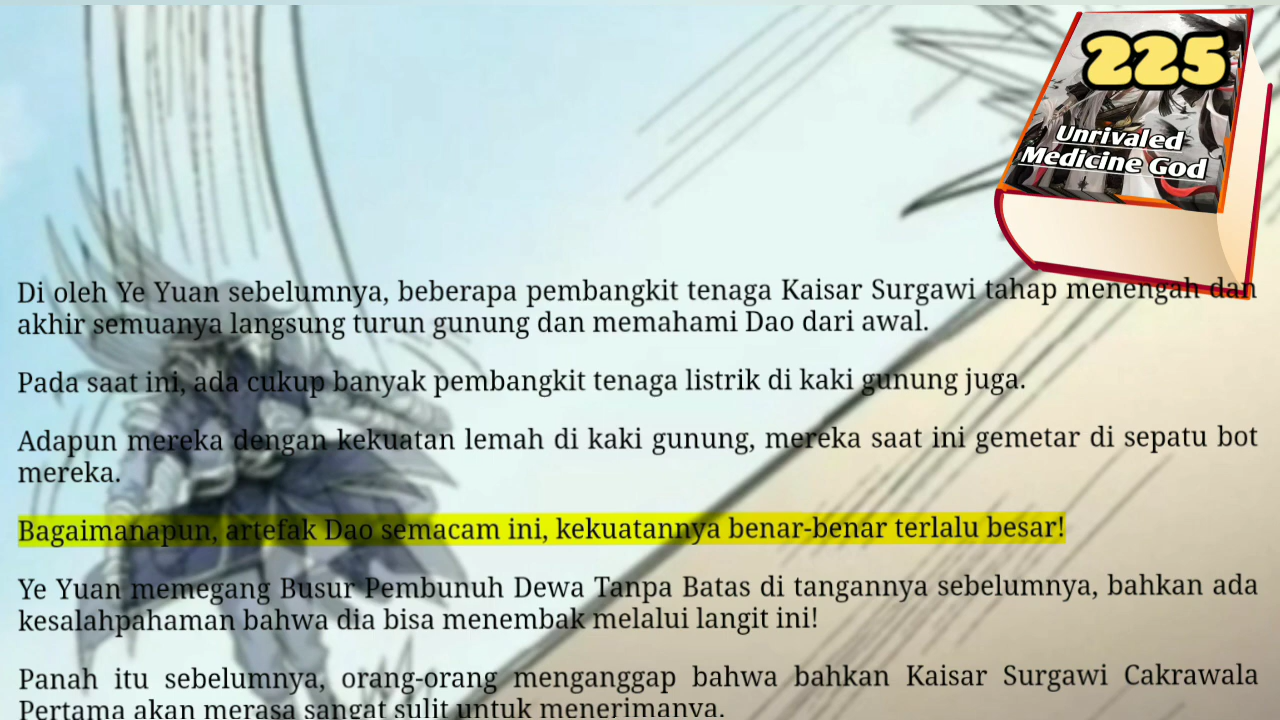 225
Unrivaled
Medicine God
Di oleh Ye Yuan sebelumnya, beberapa pembangkit tenaga Kaisar Surgawi tahap menengah dan
akhir semuanya langsung turun gunung dan memahami Dao dari awal.
Pada saat ini, ada cukup banyak pembangkit tenaga listrik di kaki gunung juga.
Adapun mereka dengan kekuatan lemah di kaki gunung, mereka saat ini gemetar di sepatu bot
mereka.
Bagaimanapun, artefak Dao semacam ini, kekuatannya benar-benar terlalu besar!
Ye Yuan memegang Busur Pembunuh Dewa Tanpa Batas di tangannya sebelumnya, bahkan ada
kesalahpahaman bahwa dia bisa menembak melalui langit ini!
Panah itu sebelumnya, orang-orang menganggap bahwa bahkan Kaisar Surgawi Cakrawala
Pertama akan merasa sangat sulit untuk menerimanya.